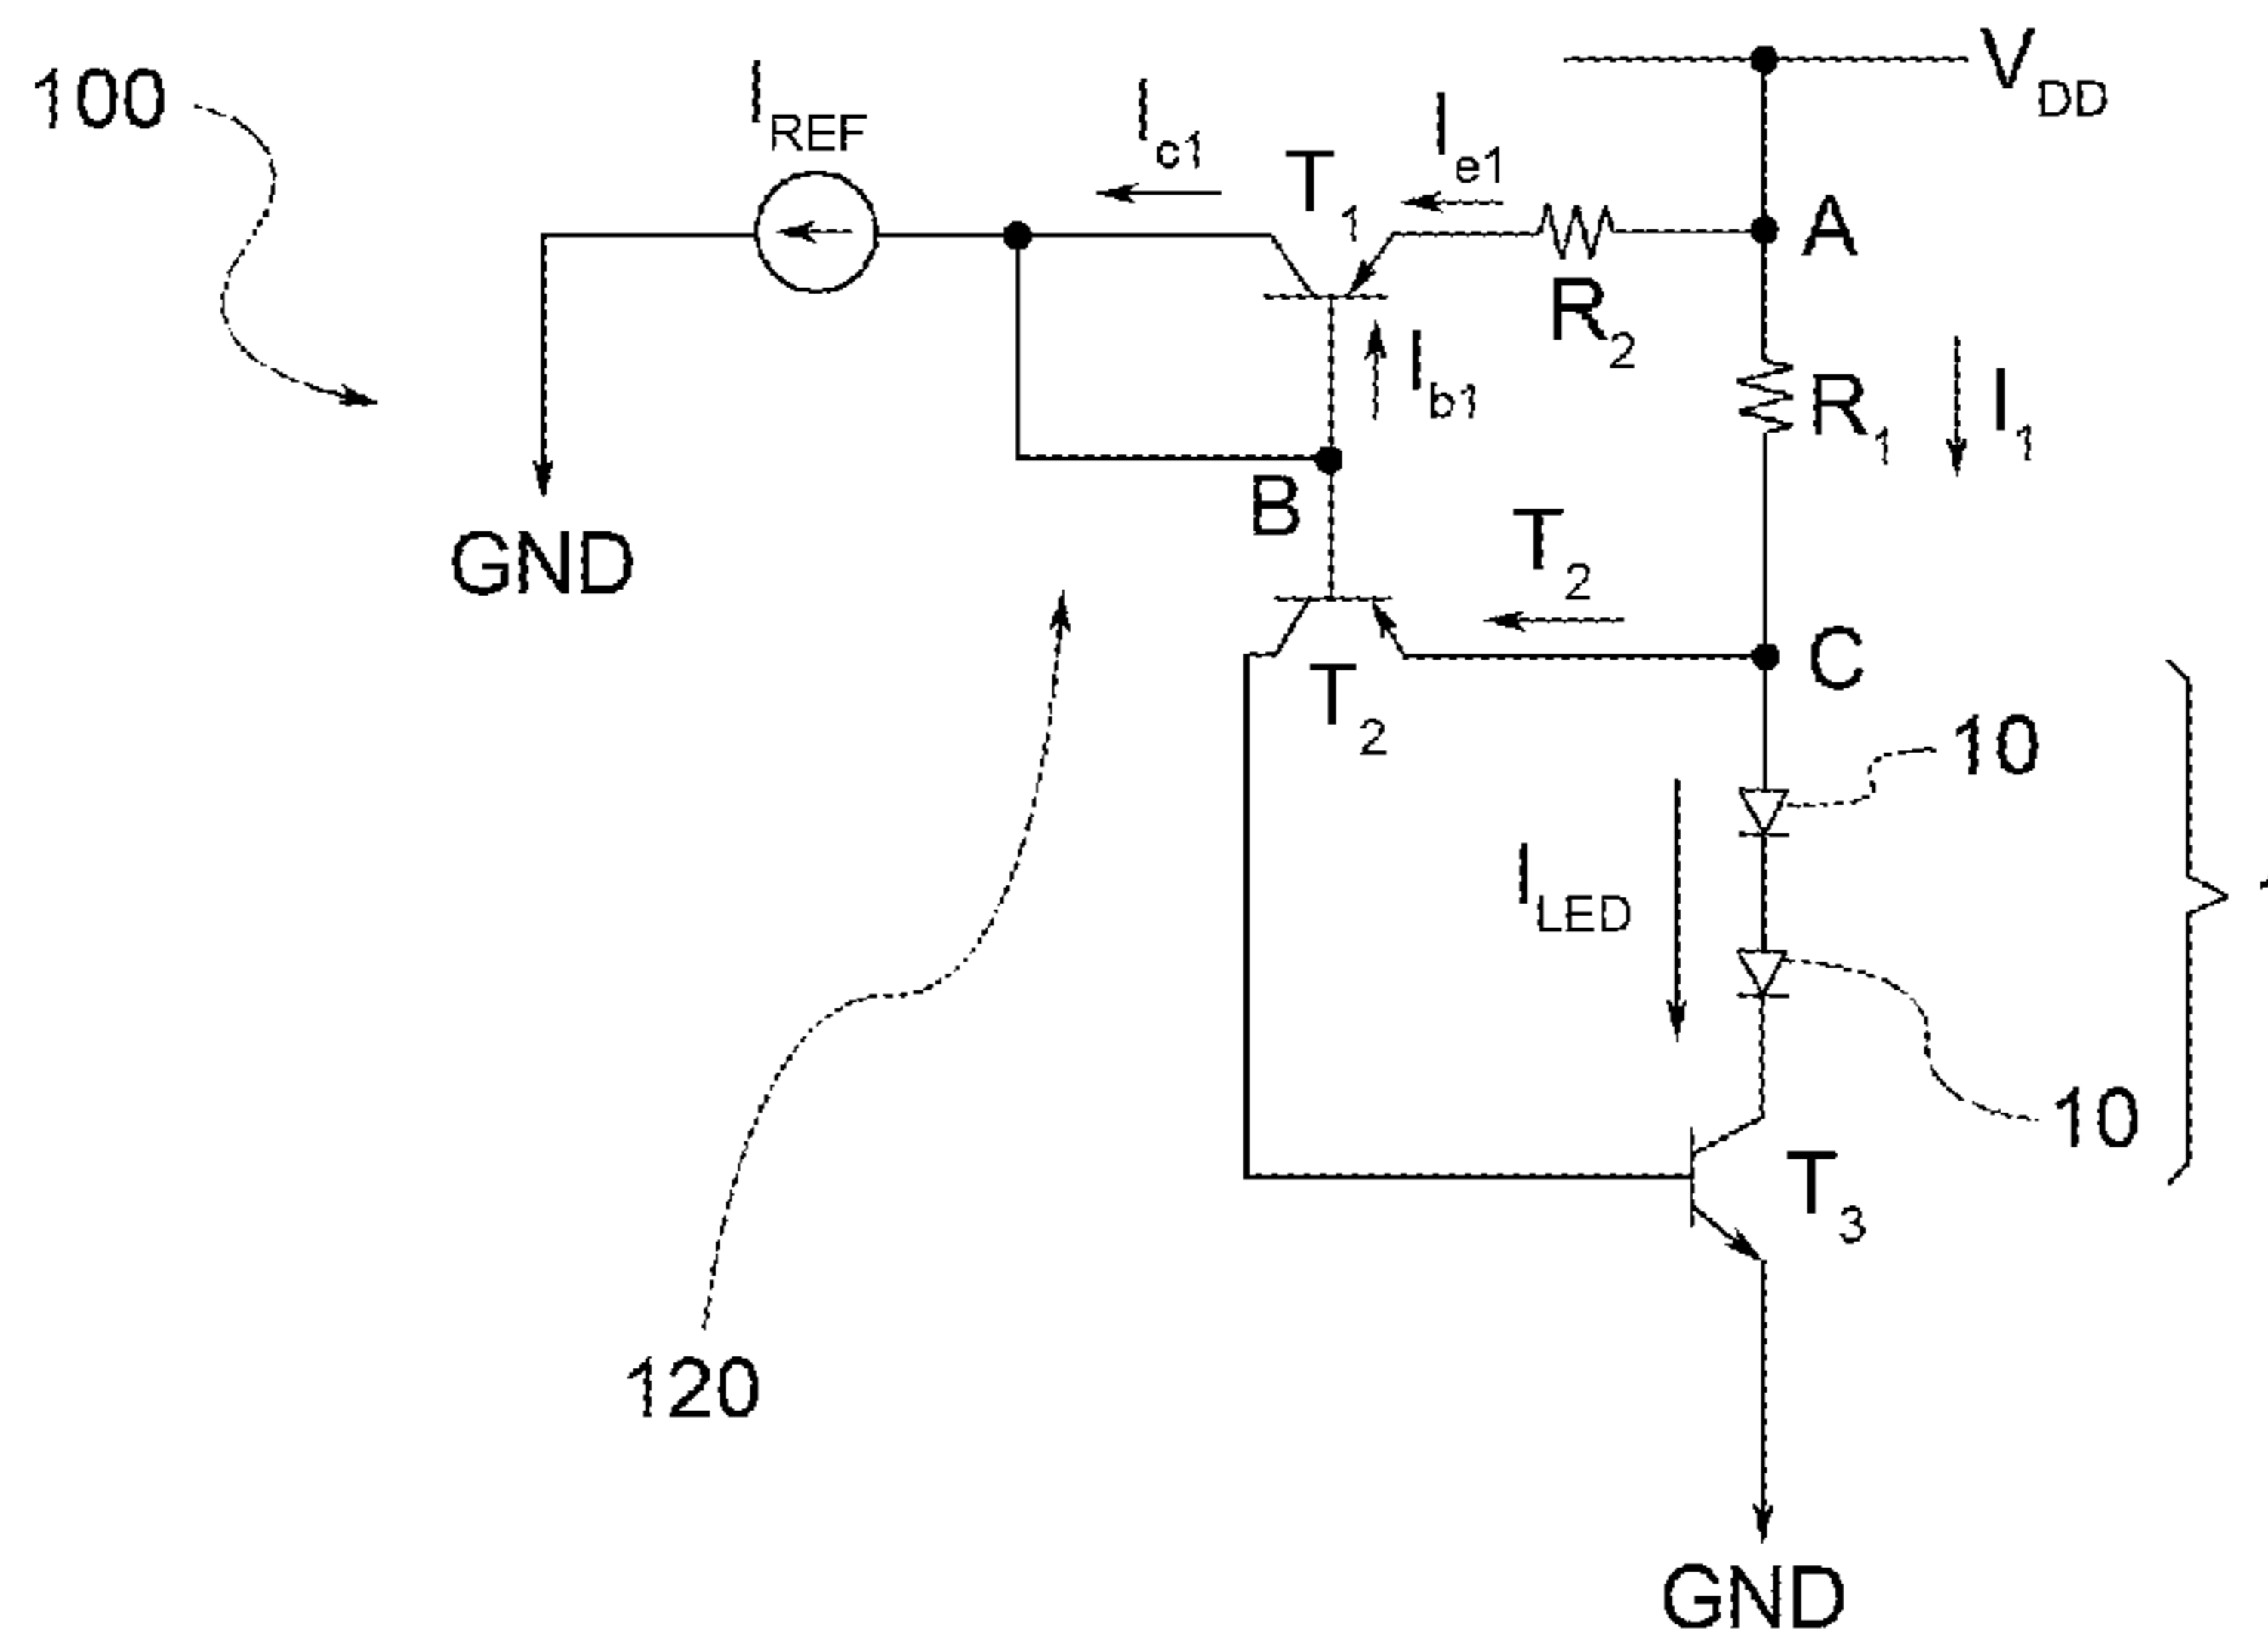 100
I_REF
I_c1
T_1
I_e1
V_DD
A
R_2
I_b1
R_1
I_1
GND
B
T_2
T_2
C
10
I_LED
10
T_3
120
GND